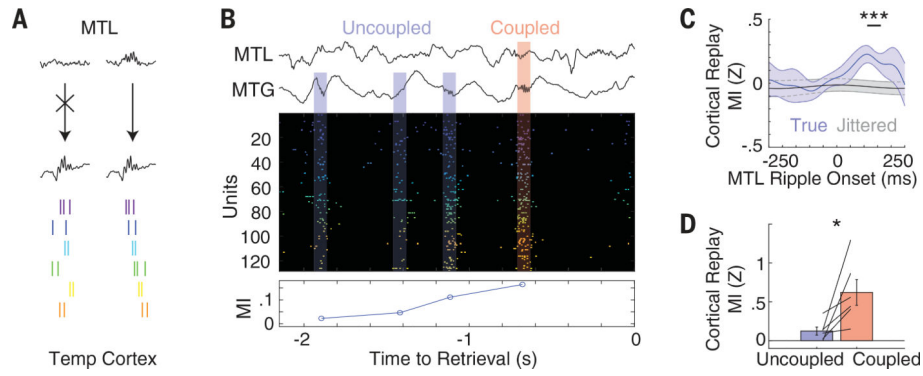 A
MTL
Temp Cortex
B
Uncoupled
Coupled
MTL
MTG
Units
20
40
60
80
100
120
MI
.1
0
-2
-1
0
Time to Retrieval (s)
C
***
Cortical Replay
MI (Z)
.5
0
-.5
True
Jittered
-250
0
250
MTL Ripple Onset (ms)
D
*
Cortical Replay
MI (Z)
1
.5
0
Uncoupled
Coupled